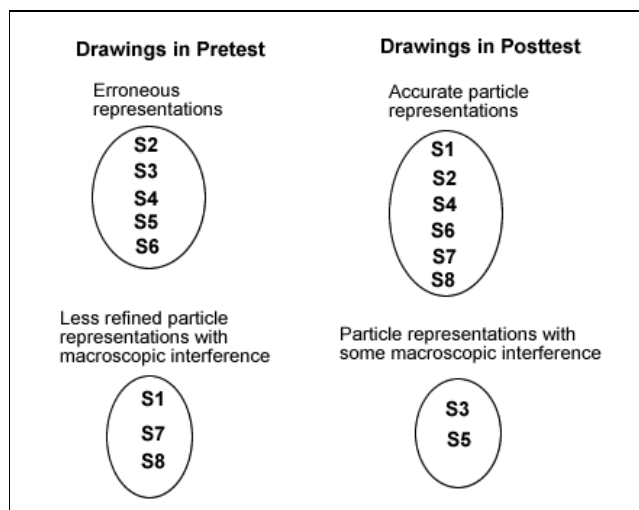 Drawings in Pretest
Erroneous
representations
S2
S3
S4
S5
S6
Less refined particle
representations with
macroscopic interference
S1
S7
S8
Drawings in Posttest
Accurate particle
representations
S1
S2
S4
S6
S7
S8
Particle representations with
some macroscopic interference
S3
S5